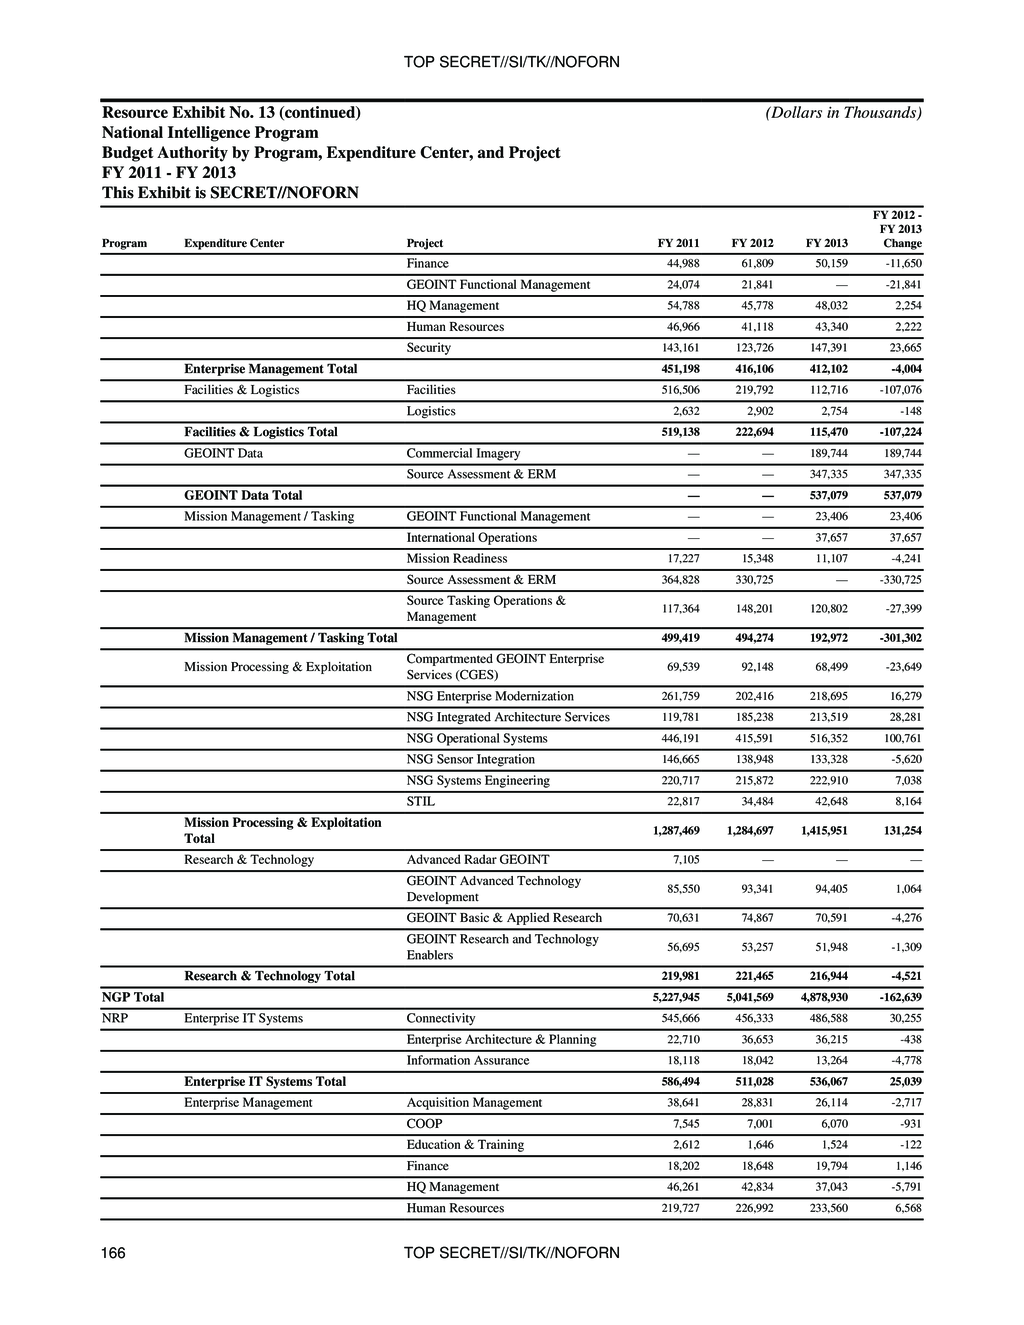 TOP SECRET//SI/TK//NOFORN
Resource Exhibit No. 13 (continued) (Dollars in Thousands)
National Intelligence Program
Budget Authority by Program, Expenditure Center, and Project
FY 2011 - FY 2013
This Exhibit is SECRET//NOFORN
FY 2012 -
FY 2013
Program Expenditure Center Project FY 2011 FY 2012 FY 2013 Change
Finance 44,988 61,809 50,159 -11,650
GEOINT Functional Management 24,074 21,841 — -21,841
HQ Management 54,788 45,778 48,032 2,254
Human Resources 46,966 41,118 43,340 2,222
Security 143,161 123,726 147,391 23,665
Enterprise Management Total 451,198 416,106 412,102 -4,004
Facilities & Logistics Facilities 516,506 219,792 112,716 -107,076
Logistics 2,632 2,902 2,754 -148
Facilities & Logistics Total 519,138 222,694 115,470 -107,224
GEOINT Data Commercial Imagery — — 189,744 189,744
Source Assessment & ERM — — 347,335 347,335
GEOINT Data Total — — 537,079 537,079
Mission Management / Tasking GEOINT Functional Management — — 23,406 23,406
International Operations — — 37,657 37,657
Mission Readiness 17,227 15,348 11,107 -4,241
Source Assessment & ERM 364,828 330,725 — -330,725
Source Tasking Operations &
Management 117,364 148,201 120,802 -27,399
Mission Management / Tasking Total 499,419 494,274 192,972 -301,302
Mission Processing & Exploitation Compartmented GEOINT Enterprise
Services (CGES) 69,539 92,148 68,499 -23,649
NSG Enterprise Modernization 261,759 202,416 218,695 16,279
NSG Integrated Architecture Services 119,781 185,238 213,519 28,281
NSG Operational Systems 446,191 415,591 516,352 100,761
NSG Sensor Integration 146,665 138,948 133,328 -5,620
NSG Systems Engineering 220,717 215,872 222,910 7,038
STIL 22,817 34,484 42,648 8,164
Mission Processing & Exploitation
Total 1,287,469 1,284,697 1,415,951 131,254
Research & Technology Advanced Radar GEOINT 7,105 — — —
GEOINT Advanced Technology
Development 85,550 93,341 94,405 1,064
GEOINT Basic & Applied Research 70,631 74,867 70,591 -4,276
GEOINT Research and Technology
Enablers 56,695 53,257 51,948 -1,309
Research & Technology Total 219,981 221,465 216,944 -4,521
NGP Total 5,227,945 5,041,569 4,878,930 -162,639
NRP Enterprise IT Systems Connectivity 545,666 456,333 486,588 30,255
Enterprise Architecture & Planning 22,710 36,653 36,215 -438
Information Assurance 18,118 18,042 13,264 -4,778
Enterprise IT Systems Total 586,494 511,028 536,067 25,039
Enterprise Management Acquisition Management 38,641 28,831 26,114 -2,717
COOP 7,545 7,001 6,070 -931
Education & Training 2,612 1,646 1,524 -122
Finance 18,202 18,648 19,794 1,146
HQ Management 46,261 42,834 37,043 -5,791
Human Resources 219,727 226,992 233,560 6,568
166 TOP SECRET//SI/TK//NOFORN